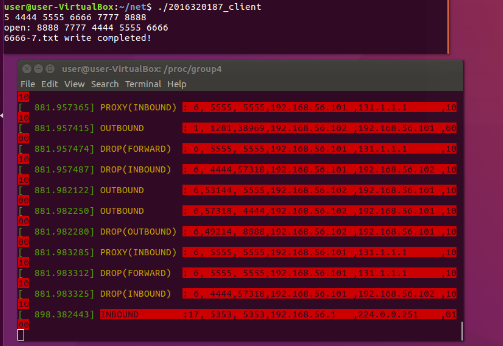 user@user-VirtualBox:~/net$ ./2016320187_client
5 4444 5555 6666 7777 8888
open: 8888 7777 4444 5555 6666
6666-7.txt write completed!
user@user-VirtualBox: /proc/group4
File Edit View Search Terminal Help
10
[ 881.957365] PROXY(INBOUND) : 6, 5555, 5555,192.168.56.101 ,131.1.1.1 ,10
10
[ 881.957415] OUTBOUND : 1, 1281,38969,192.168.56.102 ,192.168.56.101 ,00
00
[ 881.957474] DROP(FORWARD) : 6, 5555, 5555,192.168.56.101 ,131.1.1.1 ,10
10
[ 881.957487] DROP(INBOUND) : 6, 4444,57318,192.168.56.101 ,192.168.56.102 ,10
10
[ 881.982122] OUTBOUND : 6,53144, 5555,192.168.56.102 ,192.168.56.101 ,10
00
[ 881.982250] OUTBOUND : 6,57318, 4444,192.168.56.102 ,192.168.56.101 ,10
00
[ 881.982280] DROP(OUTBOUND) : 6,49214, 8888,192.168.56.102 ,192.168.56.101 ,10
00
[ 881.983285] PROXY(INBOUND) : 6, 5555, 5555,192.168.56.101 ,131.1.1.1 ,10
10
[ 881.983312] DROP(FORWARD) : 6, 5555, 5555,192.168.56.101 ,131.1.1.1 ,10
10
[ 881.983325] DROP(INBOUND) : 6, 4444,57318,192.168.56.101 ,192.168.56.102 ,10
10
[ 898.382443] INBOUND :17, 5353, 5353,192.168.56.1 ,224.0.0.251 ,01
00